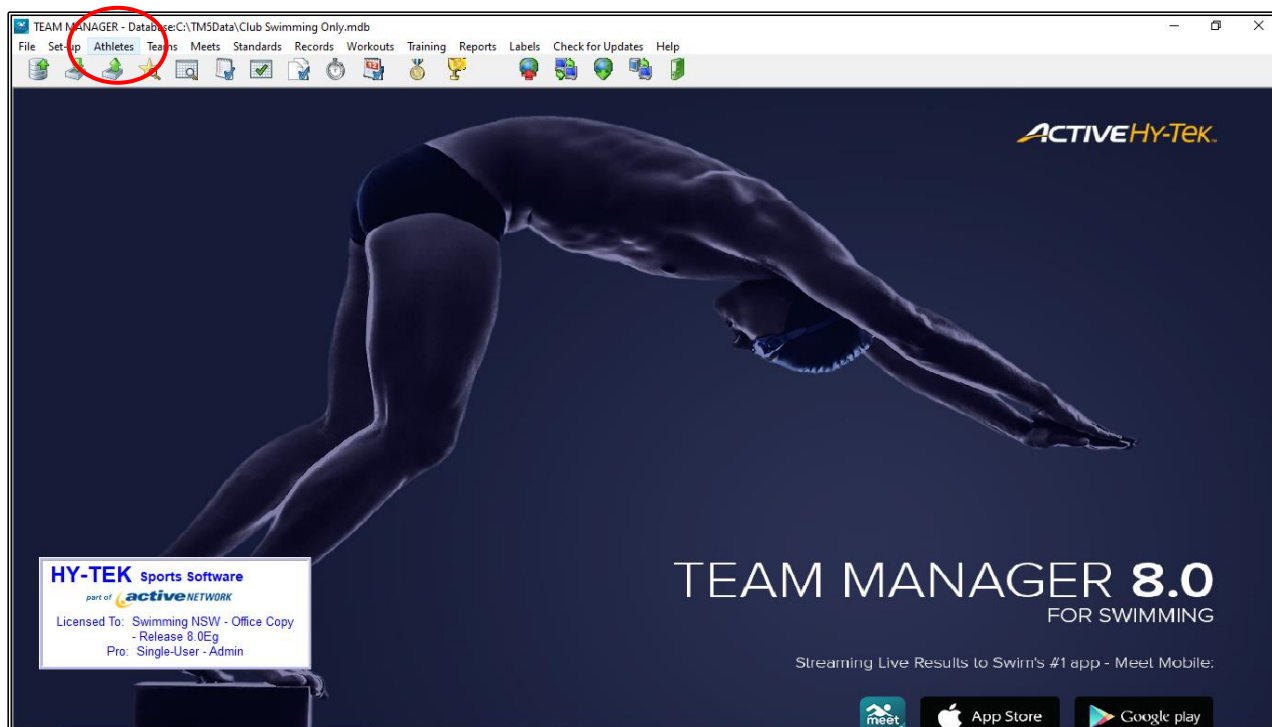 TEAM MANAGER - Database:C:\TM5Data\Club Swimming Only.mdb
File Set-up Athletes Teams Meets Standards Records Workouts Training Reports Labels Check for Updates Help
ACTIVE HY-TEK
HY-TEK Sports Software
part of active NETWORK
Licensed To: Swimming NSW - Office Copy
- Release 8.0Eg
Pro: Single-User - Admin
TEAM MANAGER 8.0
FOR SWIMMING
Streaming Live Results to Swim's #1 app - Meet Mobile:
meet App Store Google play